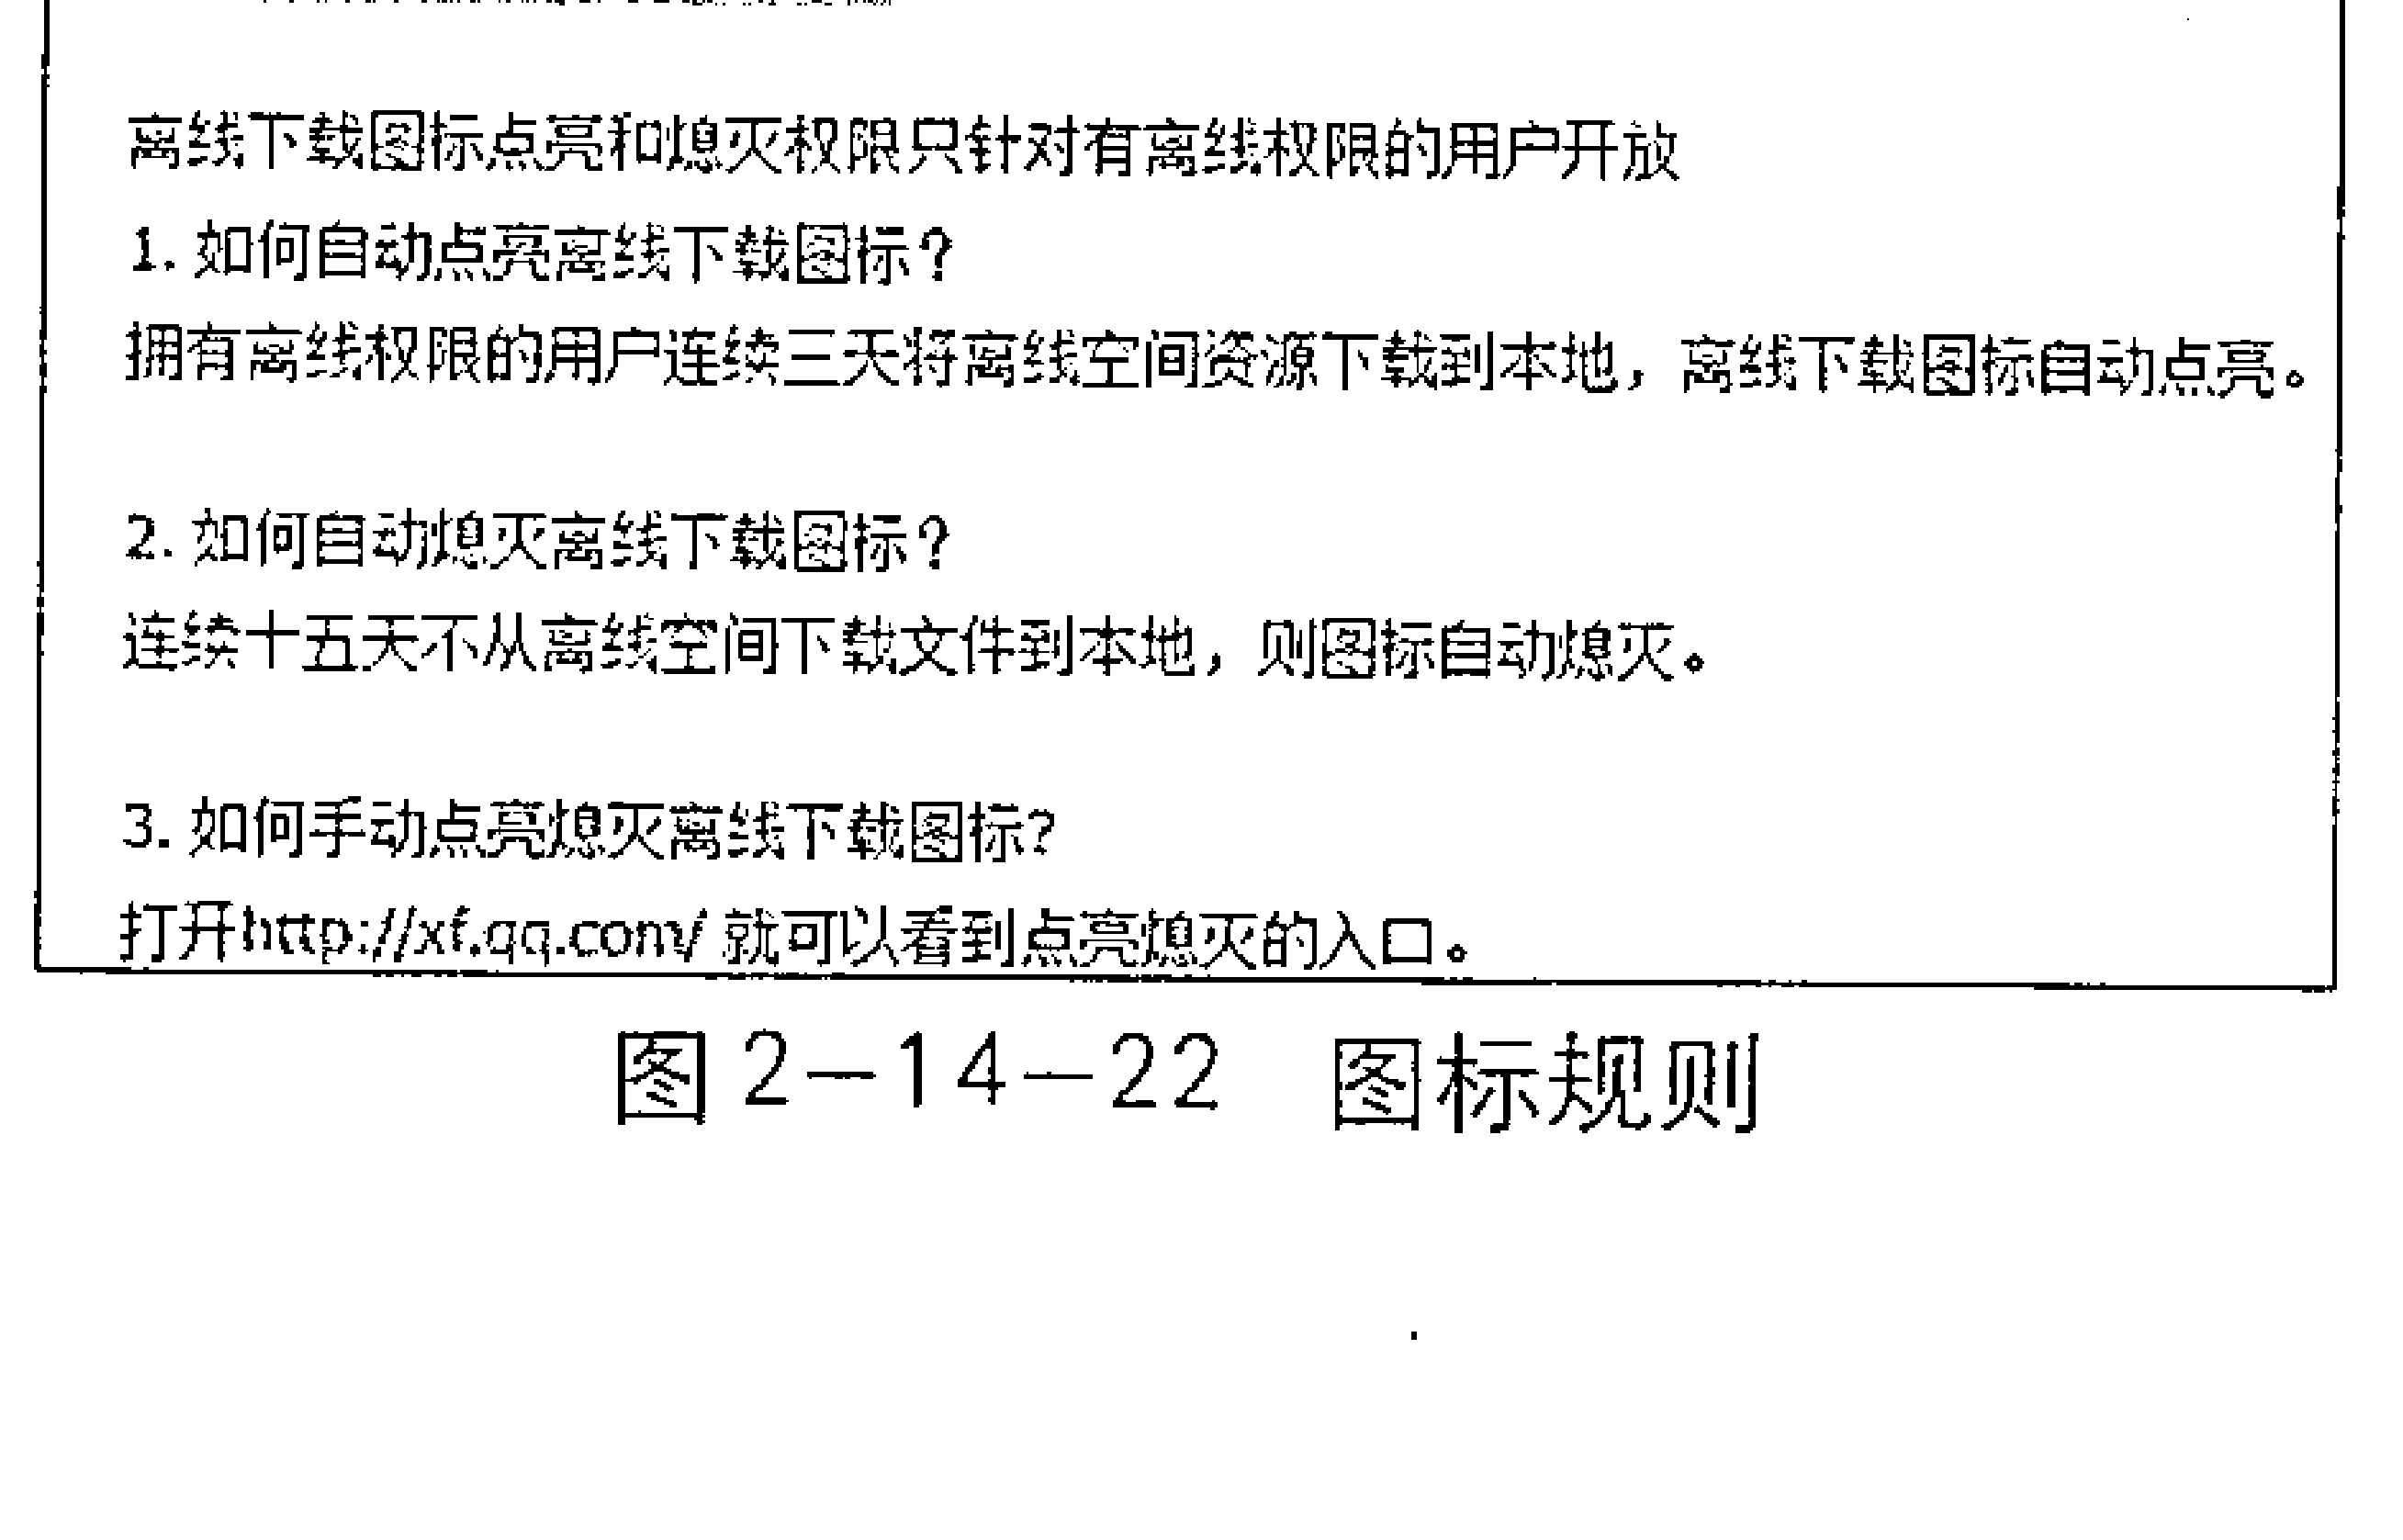 离线下载图标点亮和熄灭权限只针对有离线权限的用户开放
1. 如何自动点亮离线下载图标？
拥有离线权限的用户连续三天将离线空间资源下载到本地，离线下载图标自动点亮。
2. 如何自动熄灭离线下载图标？
连续十五天不从离线空间下载文件到本地，则图标自动熄灭。
3. 如何手动点亮熄灭离线下载图标?
打开http://xf.qq.com/ 就可以看到点亮熄灭的入口。
图2-14-22 图标规则